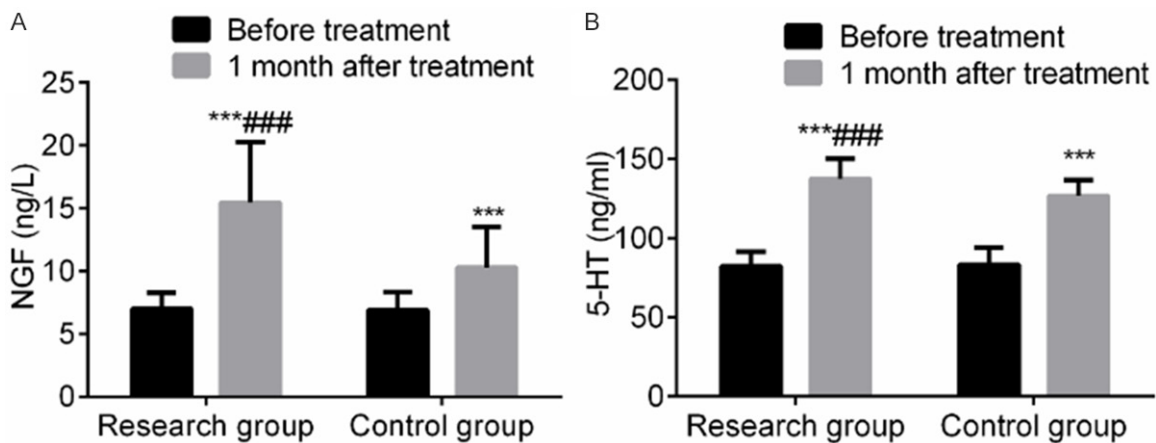 A
Before treatment
1 month after treatment
25
20
15
10
5
0
NGF (ng/L)
***###
***
Research group
Control group
B
Before treatment
1 month after treatment
200
150
100
50
0
5-HT (ng/ml)
***###
***
Research group
Control group